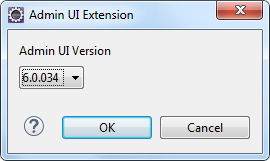 Admin UI Extension
Admin UI Version
6.0.034
OK
Cancel